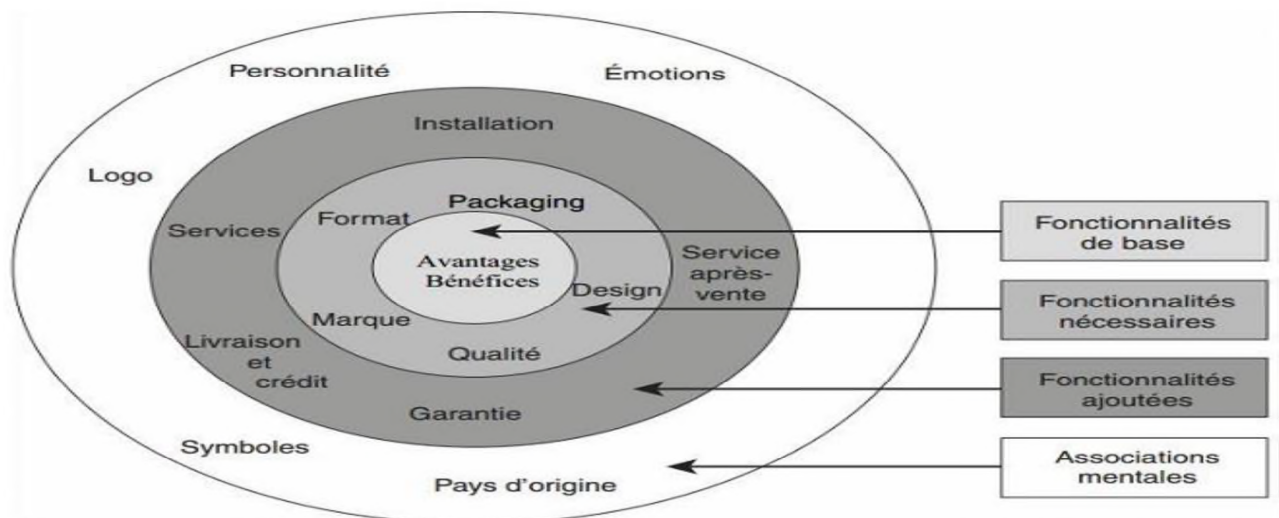 Personnalité
Émotions
Installation
Logo
Packaging
Format
Services
Avantages
Bénéfices
Service
après-
vente
Design
Marque
Livraison
et
crédit
Qualité
Garantie
Symboles
Pays d'origine
Fonctionnalités
de base
Fonctionnalités
nécessaires
Fonctionnalités
ajoutées
Associations
mentales